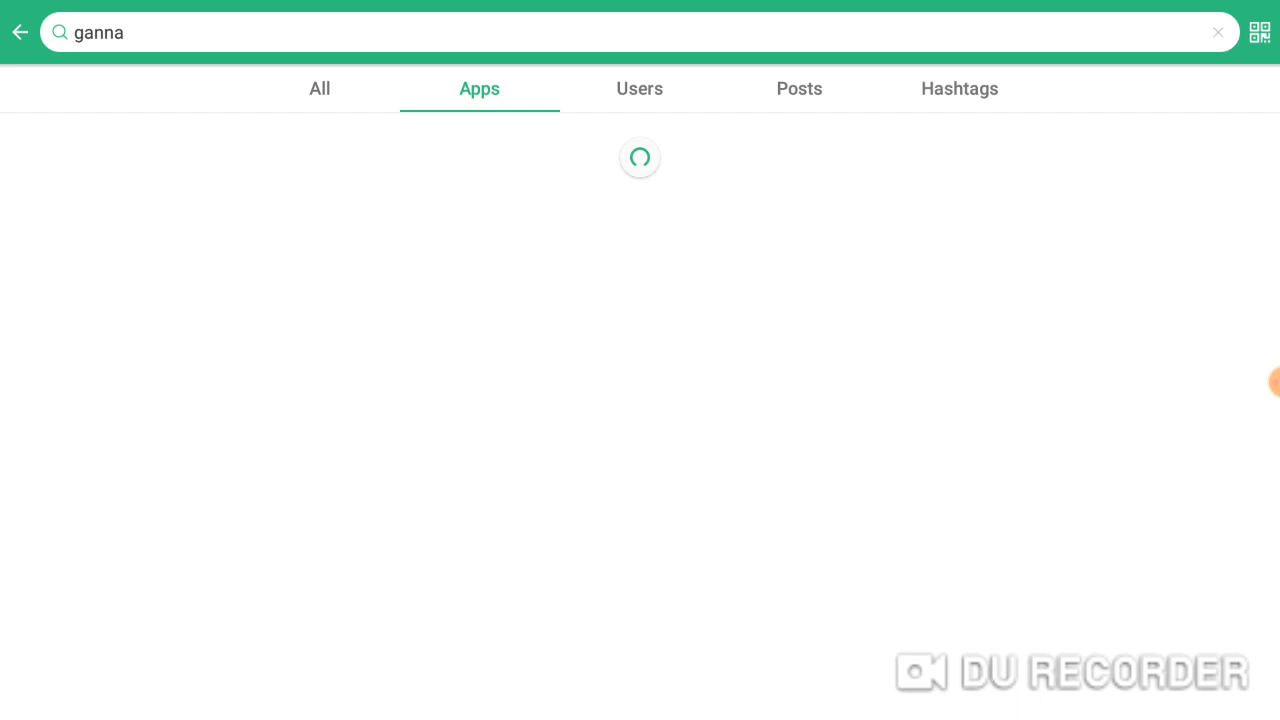 ganna
All
Apps
Users
Posts
Hashtags
DU RECORDER